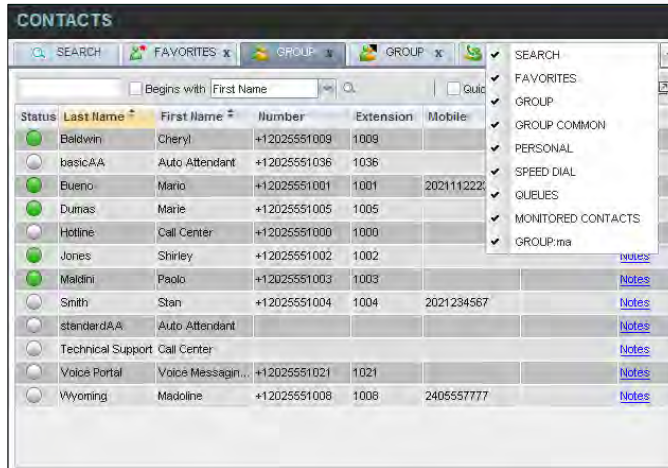 CONTACTS
SEARCH FAVORITES x GROUP x GROUP x
Begins with First Name Quic
SEARCH
FAVORITES
GROUP
GROUP COMMON
PERSONAL
SPEED DIAL
QUEUES
MONITORED CONTACTS
GROUP:ma
Status Last Name First Name Number Extension Mobile
Baldwin Cheryl +12025551009 1009
basicAA Auto Attendant +12025551036 1036
Bueno Mario +12025551001 1001
Dumas Marie +12025551005 1005
Hotline Call Center +12025551000 1000
Jones Shirley +12025551002 1002 Notes
Maldini Paolo +12025551003 1003 Notes
Smith Stan +12025551004 1004 2021234567 Notes
standardAA Auto Attendant Notes
Technical Support Call Center Notes
Voice Portal Voice Messagin... +12025551021 1021 Notes
Wyoming Madoline +12025551008 1008 2405557777 Notes